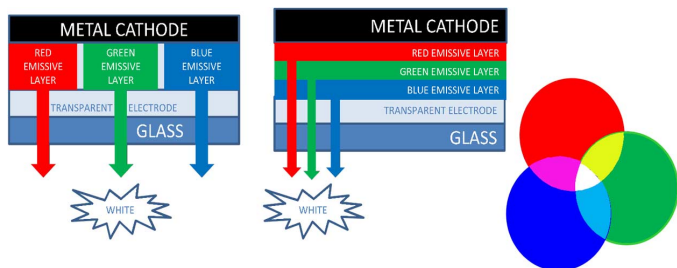 METAL CATHODE
RED
EMISSIVE
LAYER
GREEN
EMISSIVE
LAYER
BLUE
EMISSIVE
LAYER
TRANSPARENT ELECTRODE
GLASS
WHITE
METAL CATHODE
RED EMISSIVE LAYER
GREEN EMISSIVE LAYER
BLUE EMISSIVE LAYER
TRANSPARENT ELECTRODE
GLASS
WHITE